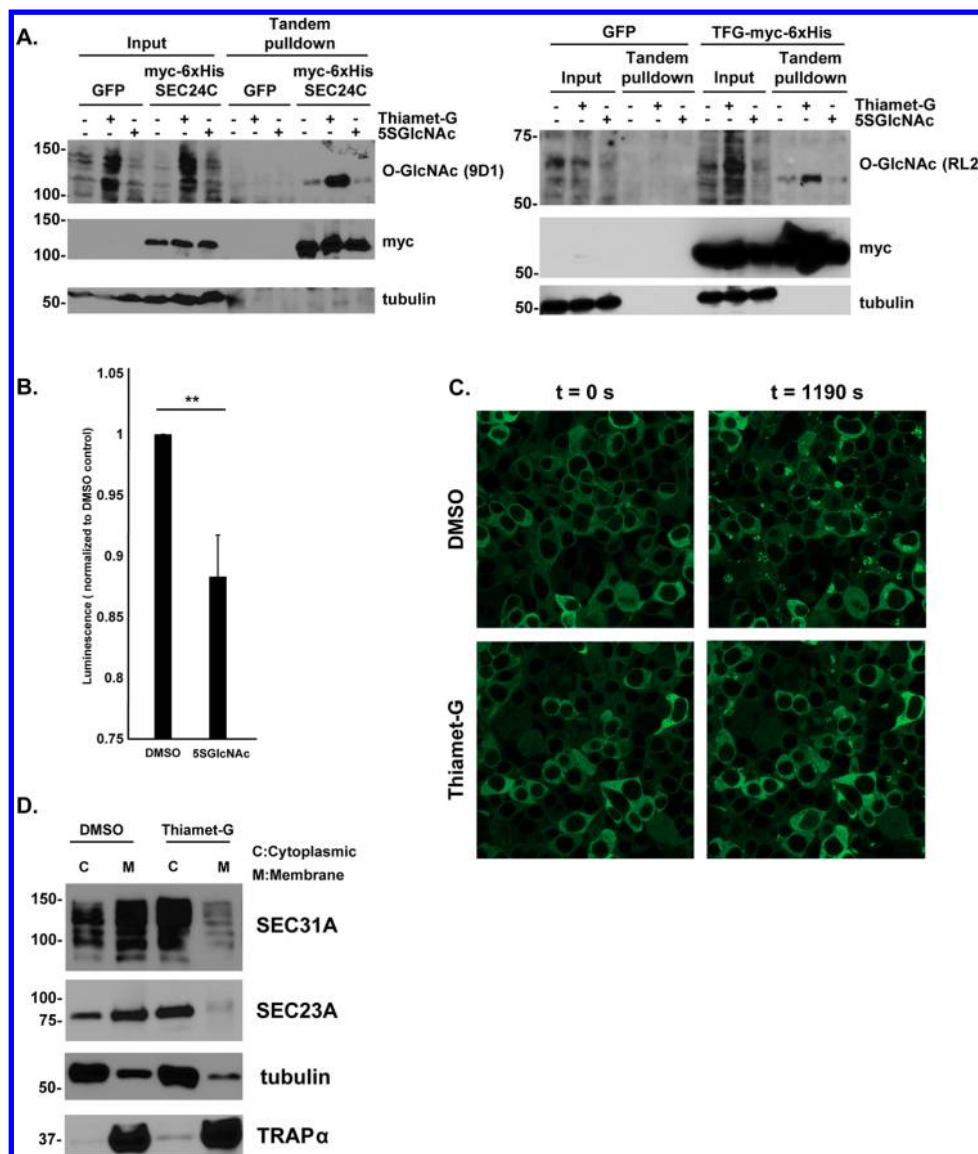 A.
Input
Tandem
pulldown
GFP
myc-6xHis
SEC24C
GFP
myc-6xHis
SEC24C
- + - - + - - + - - + - Thiamet-G
- - + - - + - - + - - + 5SGlcNAc
150-
100-
O-GlcNAc (9D1)
150-
100-
myc
50-
tubulin
GFP
TFG-myc-6xHis
Input
Tandem
pulldown
Input
Tandem
pulldown
- + - - + - - + - - + - Thiamet-G
- - + - - + - - + - - + 5SGlcNAc
75-
50-
O-GlcNAc (RL2
50-
myc
50-
tubulin
B.
Luminescence ( normalized to DMSO control)
1.05
1
0.95
0.9
0.85
0.8
0.75
**
DMSO
5SGlcNAc
C.
t = 0 s
t = 1190 s
DMSO
Thiamet-G
D.
DMSO
Thiamet-G
C M C M
C:Cytoplasmic
M:Membrane
150-
100-
SEC31A
100-
75-
SEC23A
50-
tubulin
37-
TRAPα